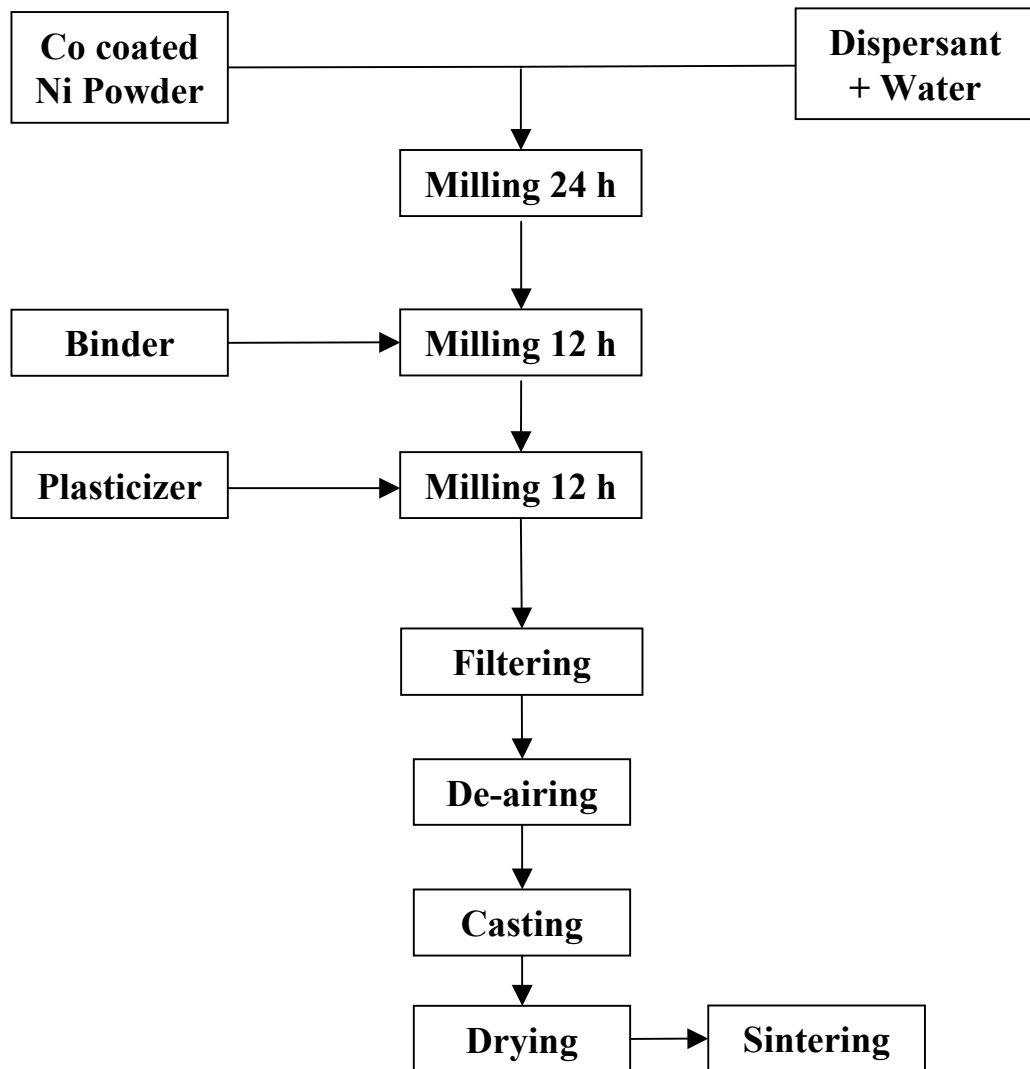 Co coated
Ni Powder
Dispersant
+ Water
Milling 24 h
Binder
Milling 12 h
Plasticizer
Milling 12 h
Filtering
De-airing
Casting
Drying
Sintering